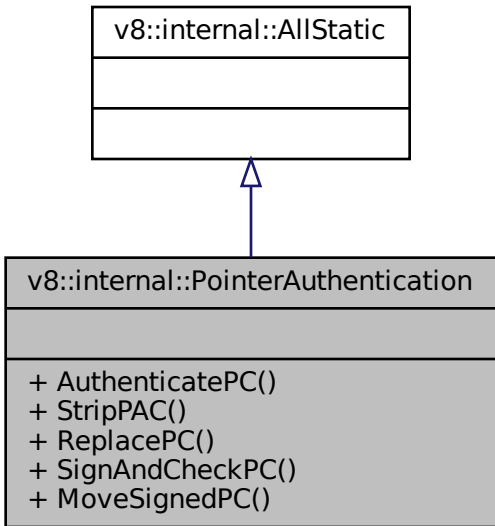 v8::internal::AllStatic
v8::internal::PointerAuthentication
+ AuthenticatePC()
+ StripPAC()
+ ReplacePC()
+ SignAndCheckPC()
+ MoveSignedPC()